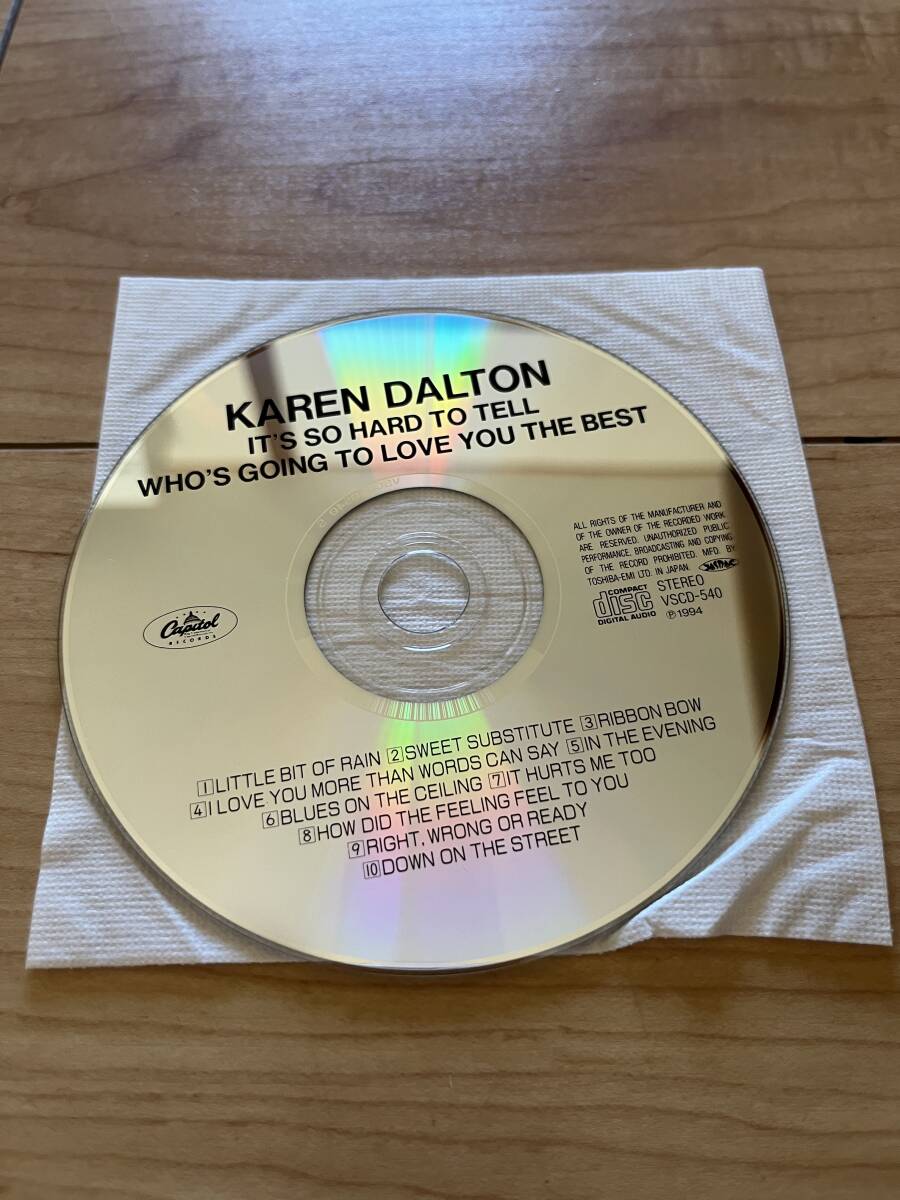 KAREN DALTON
IT'S SO HARD TO TELL
WHO'S GOING TO LOVE YOU THE BEST
ALL RIGHTS OF THE MANUFACTURER AND
OF THE OWNER OF THE RECORDED WORK
ARE RESERVED. UNAUTHORIZED PUBLIC
PERFORMANCE, BROADCASTING AND COPYING
OF THE RECORD PROHIBITED. MFD. BY
TOSHIBA-EMI LTD. IN JAPAN.
COMPACT
disc
DIGITAL AUDIO
STEREO
VSCD-540
℗1994
Capitol
RECORDS
1 LITTLE BIT OF RAIN 2 SWEET SUBSTITUTE 3 RIBBON BOW
4 I LOVE YOU MORE THAN WORDS CAN SAY 5 IN THE EVENING
6 BLUES ON THE CEILING 7 IT HURTS ME TOO
8 HOW DID THE FEELING FEEL TO YOU
9 RIGHT, WRONG OR READY
10 DOWN ON THE STREET